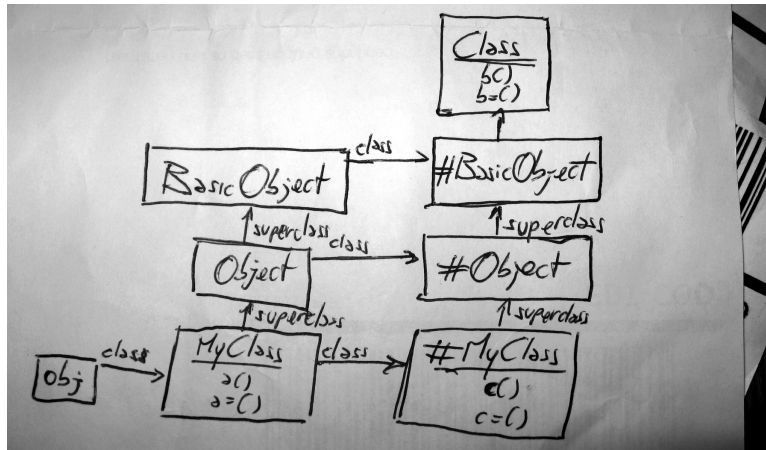 Class
b()
b=()
class
BasicObject
#BasicObject
superclass
superclass
class
Object
#Object
superclass
superclass
class
obj
MyClass
a()
a=()
class
#MyClass
c()
c=()